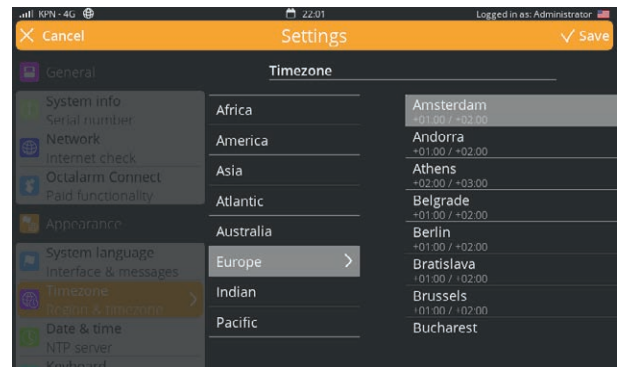 KPN - 4G
22:01
Logged in as: Administrator
Cancel
Settings
Save
General
System info
Serial number
Network
Internet check
Octalarm Connect
Paid functionality
Appearance
System language
Interface & messages
Timezone
Region & timezone
Date & time
NTP server
Keyboard
Timezone
Africa
America
Asia
Atlantic
Australia
Europe
Indian
Pacific
Amsterdam
+01:00 / +02:00
Andorra
+01:00 / +02:00
Athens
+02:00 / +03:00
Belgrade
+01:00 / +02:00
Berlin
+01:00 / +02:00
Bratislava
+01:00 / +02:00
Brussels
+01:00 / +02:00
Bucharest